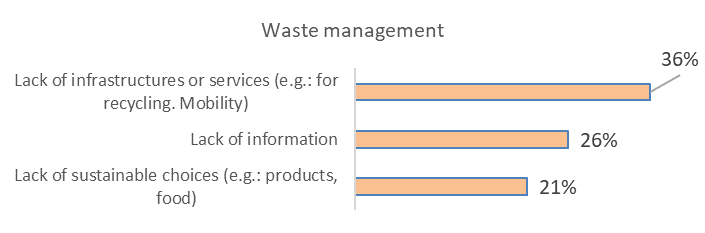 Waste management
36%
Lack of infrastructures or services (e.g.: for
recycling. Mobility)
Lack of information
26%
Lack of sustainable choices (e.g.: products,
food)
21%